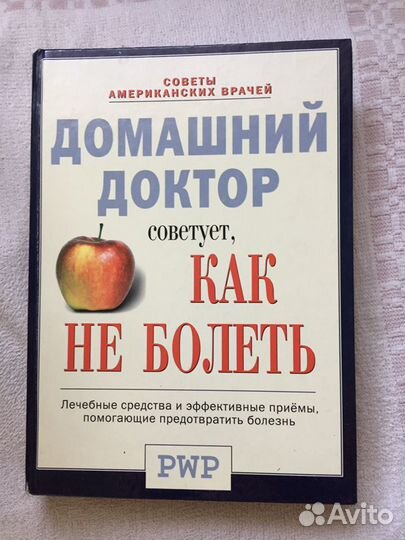 СОВЕТЫ
АМЕРИКАНСКИХ ВРАЧЕЙ
ДОМАШНИЙ
ДОКТОР
советует,
КАК
НЕ БОЛЕТЬ
Лечебные средства и эффективные приёмы,
помогающие предотвратить болезнь
PWP
Avito